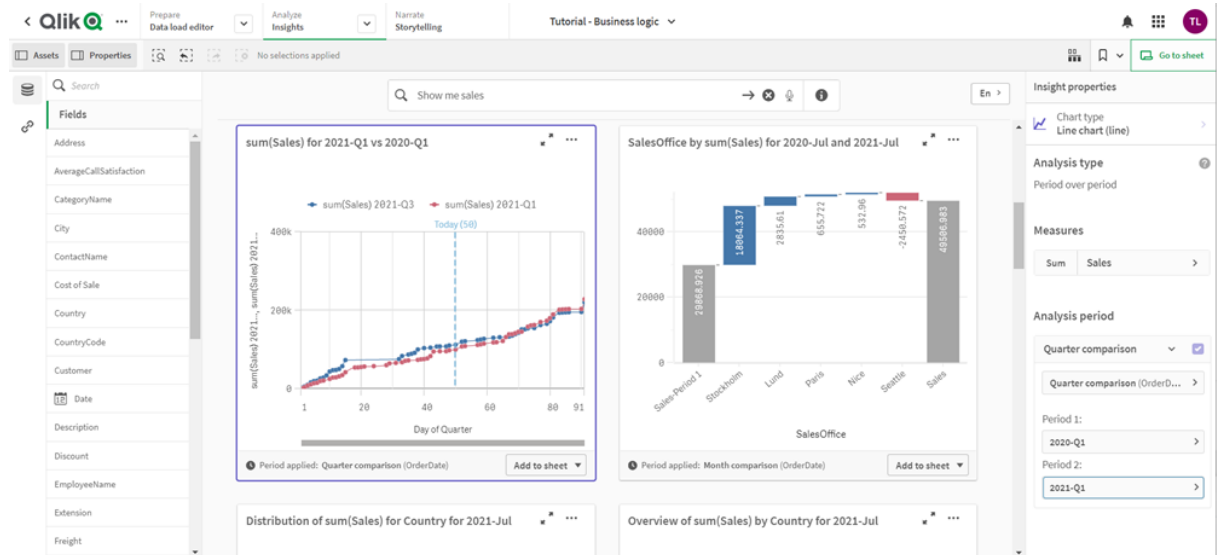 Qlik
Prepare
Data load editor
Analyze
Insights
Narrate
Storytelling
Tutorial - Business logic
TL
Assets
Properties
No selections applied
Go to sheet
Search
Fields
Address
AverageCallSatisfaction
CategoryName
City
ContactName
Cost of Sale
Country
CountryCode
Customer
Date
Description
Discount
EmployeeName
Extension
Freight
Show me sales
En
sum(Sales) for 2021-Q1 vs 2020-Q1
sum(Sales) 2021-Q3
sum(Sales) 2021-Q1
Today (50)
400k
200k
0
sum(Sales) 2021..., sum(Sales) 2021...
1
20
40
60
80
91
Day of Quarter
Period applied: Quarter comparison (OrderDate)
Add to sheet
SalesOffice by sum(Sales) for 2020-Jul and 2021-Jul
40000
20000
0
29868.926
18064.337
2835.61
655.722
532.96
-2450.572
49506.983
Sales-Period 1
Stockholm
Lund
Paris
Nice
Seattle
Sales
SalesOffice
Period applied: Month comparison (OrderDate)
Add to sheet
Distribution of sum(Sales) for Country for 2021-Jul
Overview of sum(Sales) by Country for 2021-Jul
Insight properties
Chart type
Line chart (line)
Analysis type
Period over period
Measures
Sum
Sales
Analysis period
Quarter comparison
Quarter comparison (OrderD...
Period 1:
2020-Q1
Period 2:
2021-Q1